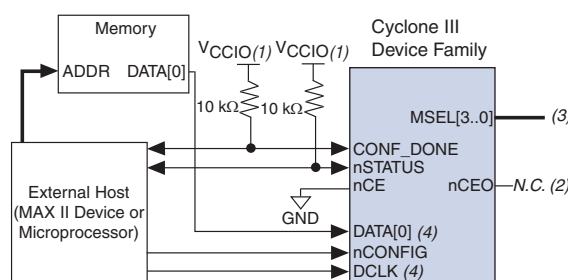 Memory
ADDR DATA[0]
VCCIO(1) VCCIO(1)
10 kΩ 10 kΩ
Cyclone III
Device Family
MSEL[3..0] (3)
CONF_DONE
nSTATUS
nCE nCEO N.C. (2)
GND
External Host
(MAX II Device or
Microprocessor)
DATA[0] (4)
nCONFIG
DCLK (4)